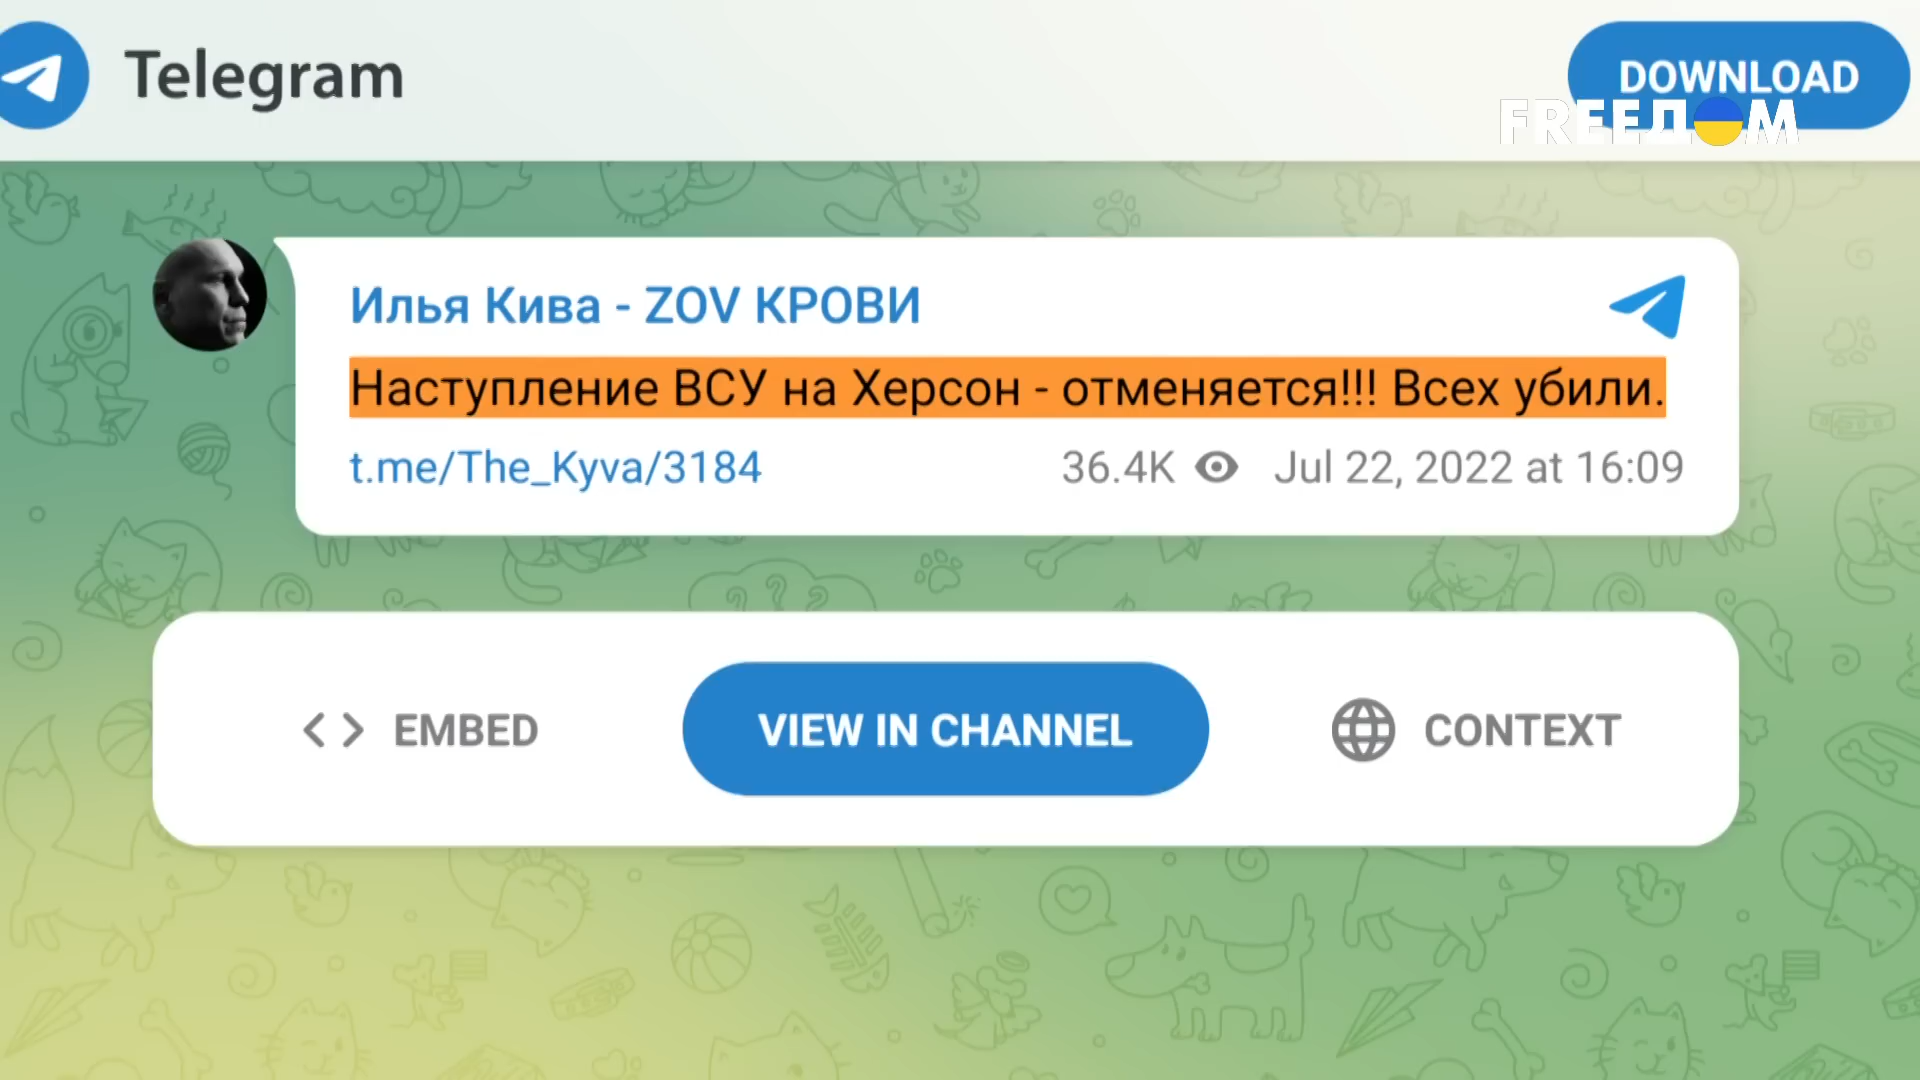 Telegram
DOWNLOAD
FREEДОМ
Илья Кива - ZOV КРОВИ
Наступление ВСУ на Херсон - отменяется!!! Всех убили.
t.me/The_Kyva/3184 36.4K Jul 22, 2022 at 16:09
EMBED
VIEW IN CHANNEL
CONTEXT